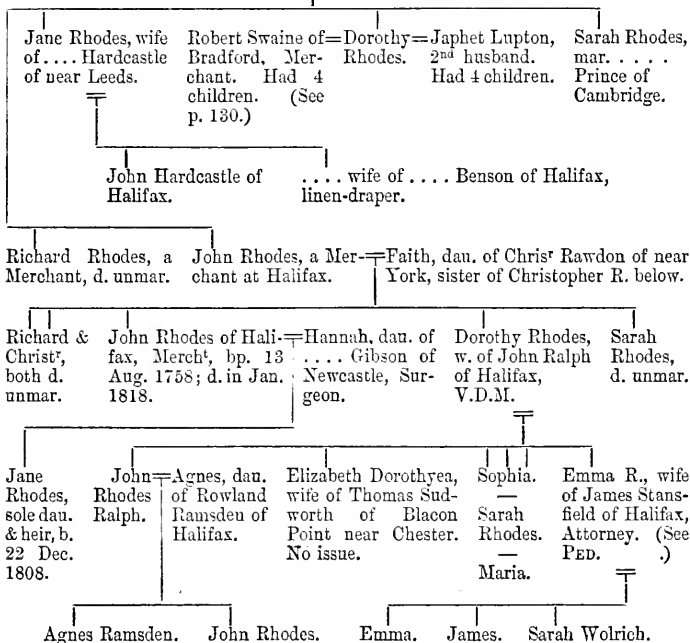 Jane Rhodes, wife
of .... Hardcastle
of near Leeds.
Robert Swaine of
Bradford, Mer-
chant. Had 4
children. (See
p. 130.)
=Dorothy=
Rhodes.
Japhet Lupton,
2nd husband.
Had 4 children.
Sarah Rhodes,
mar. . . . . .
Prince of
Cambridge.
John Hardcastle of
Halifax.
.... wife of .... Benson of Halifax,
linen-draper.
Richard Rhodes, a
Merchant, d. unmar.
John Rhodes, a Mer-
chant at Halifax.
=Faith, dau. of Chrisr Rawdon of near
York, sister of Christopher R. below.
Richard &
Christr,
both d.
unmar.
John Rhodes of Hali-
fax, Mercht, bp. 13
Aug. 1758; d. in Jan.
1818.
=Hannah, dau. of
.... Gibson of
Newcastle, Sur-
geon.
Dorothy Rhodes,
w. of John Ralph
of Halifax,
V.D.M.
Sarah
Rhodes,
d. unmar.
Jane
Rhodes,
sole dau.
& heir, b.
22 Dec.
1808.
John
Rhodes
Ralph.
=Agnes, dau.
of Rowland
Ramsden of
Halifax.
Elizabeth Dorothyea,
wife of Thomas Sud-
worth of Blacon
Point near Chester.
No issue.
Sophia.
—
Sarah
Rhodes.
—
Maria.
Emma R., wife
of James Stans-
field of Halifax,
Attorney. (See
PED. .)
Agnes Ramsden. John Rhodes. Emma. James. Sarah Wolrich.